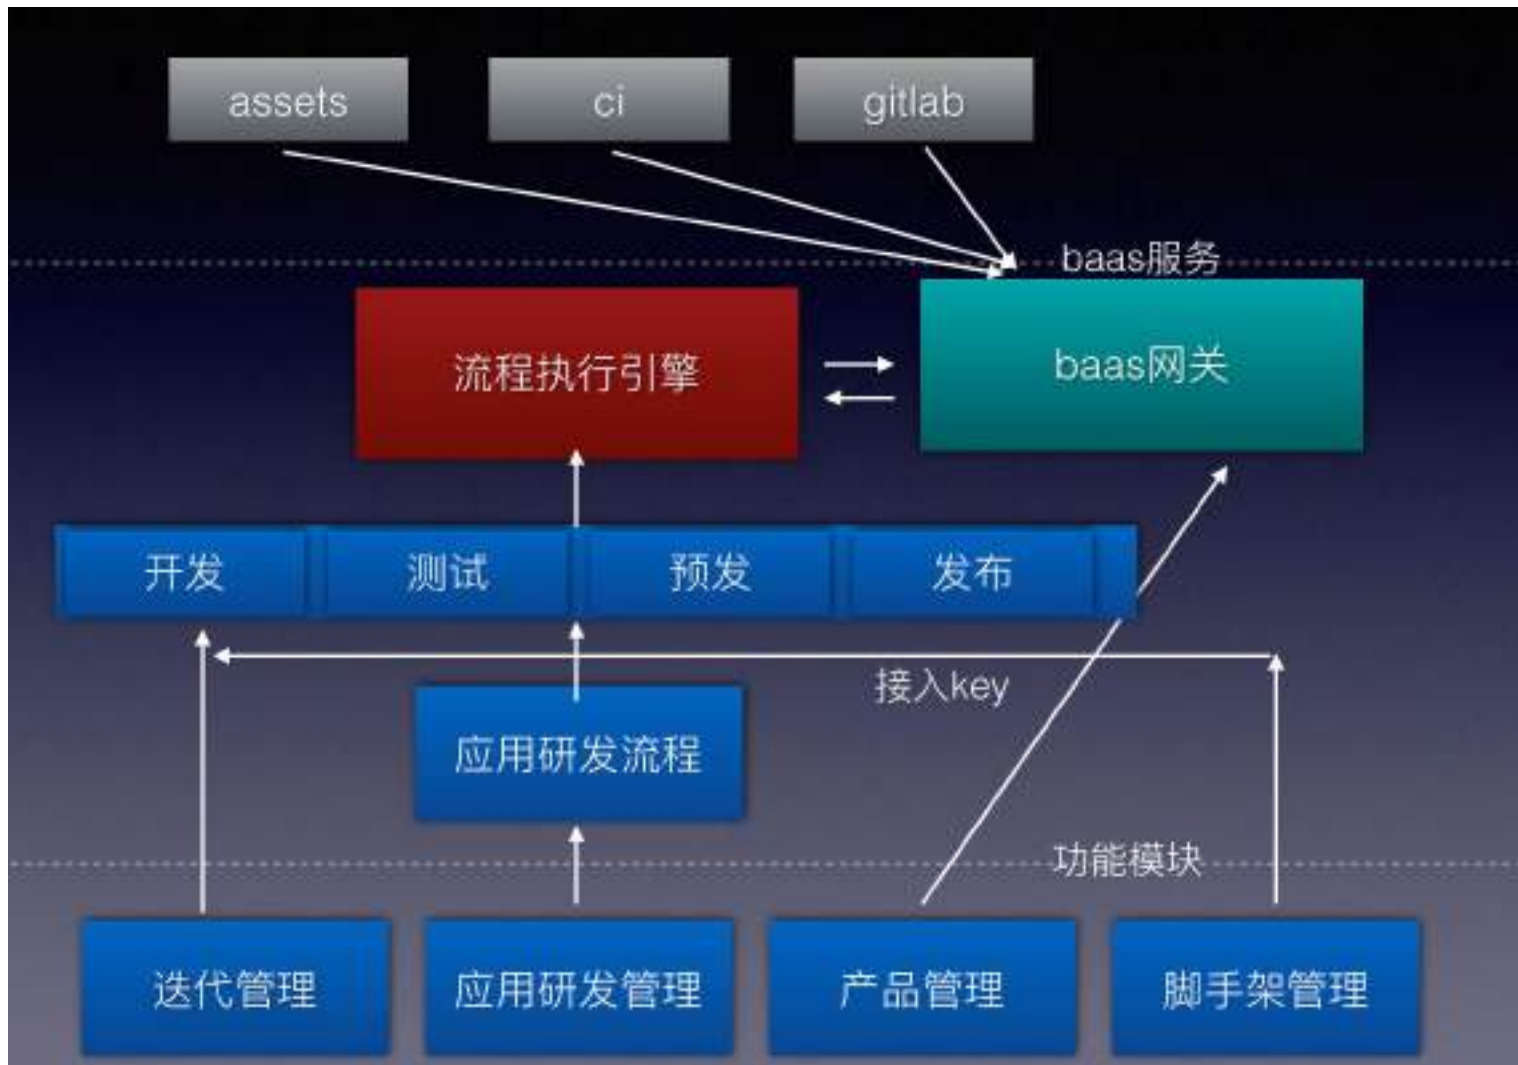 assets
ci
gitlab
baas服务
流程执行引擎
baas网关
开发
测试
预发
发布
接入key
应用研发流程
功能模块
迭代管理
应用研发管理
产品管理
脚手架管理